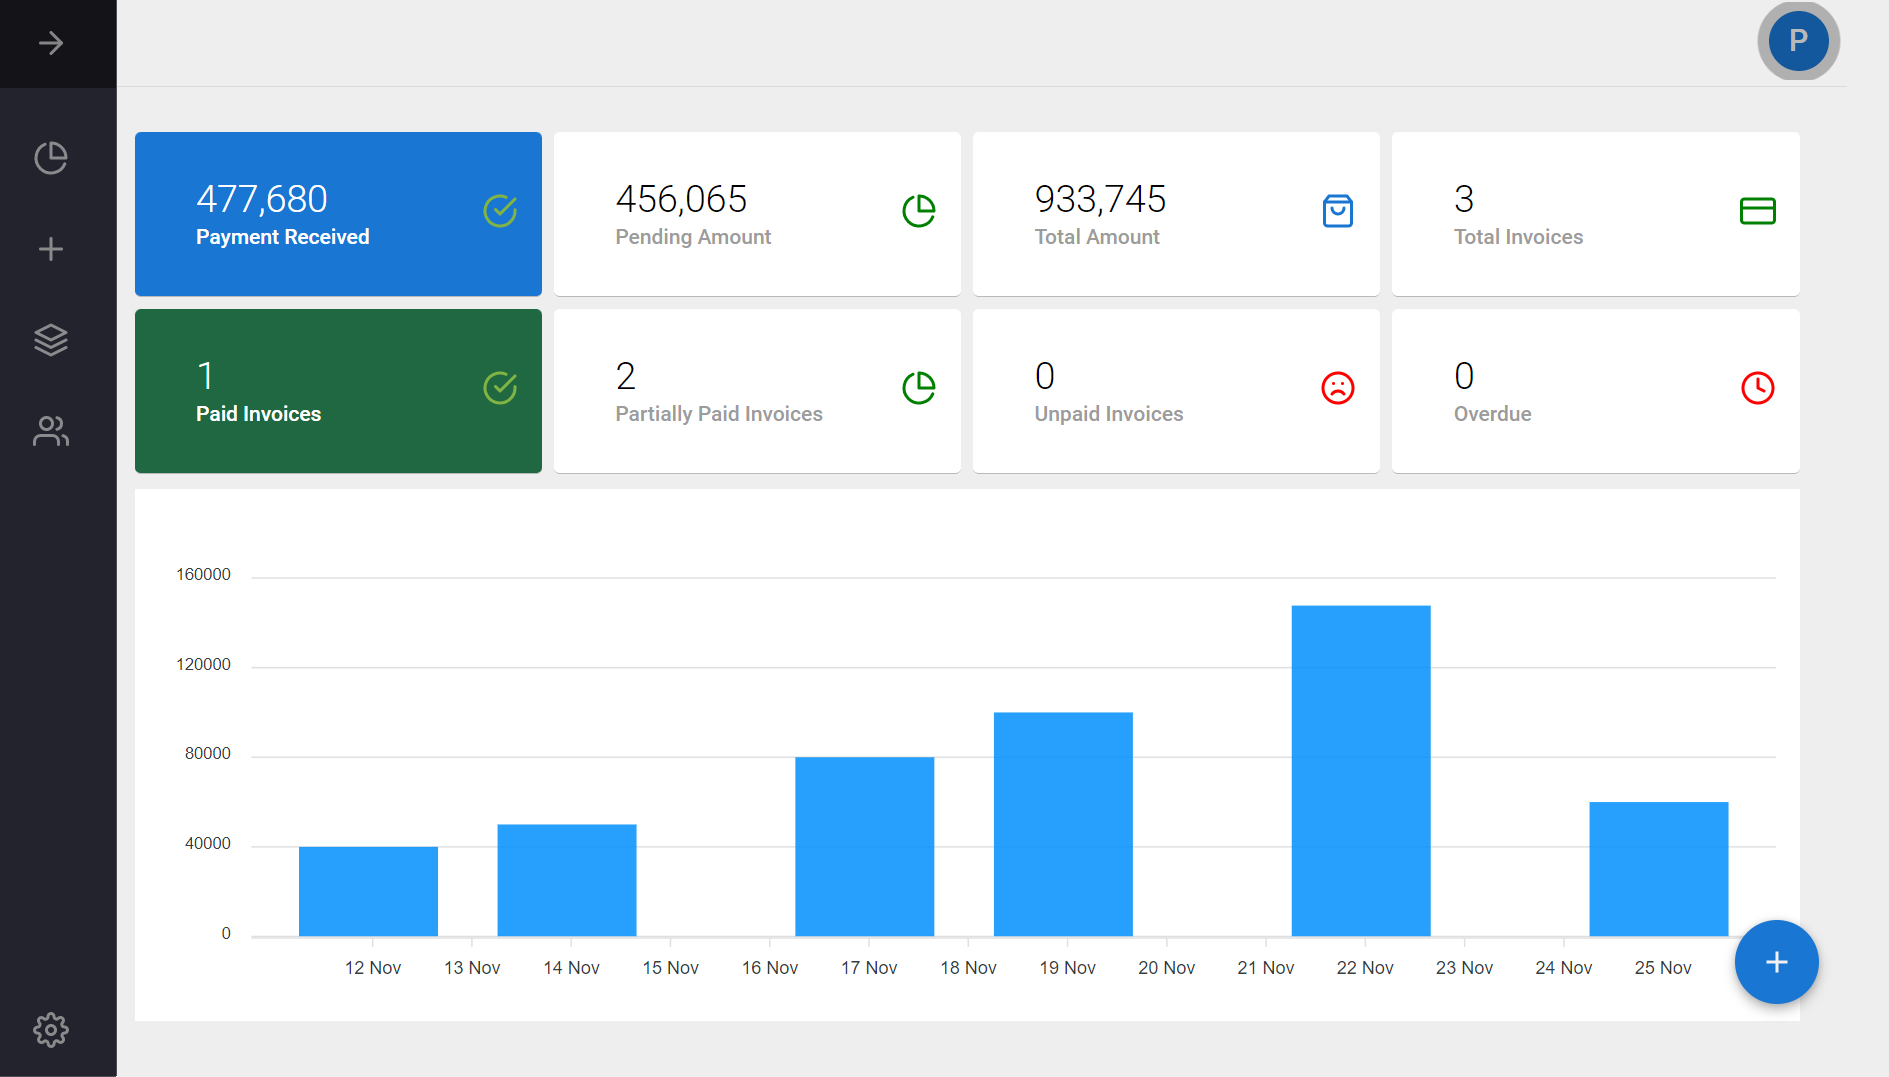 P
477,680
Payment Received
456,065
Pending Amount
933,745
Total Amount
3
Total Invoices
1
Paid Invoices
2
Partially Paid Invoices
0
Unpaid Invoices
0
Overdue
160000
120000
80000
40000
0
12 Nov 13 Nov 14 Nov 15 Nov 16 Nov 17 Nov 18 Nov 19 Nov 20 Nov 21 Nov 22 Nov 23 Nov 24 Nov 25 Nov